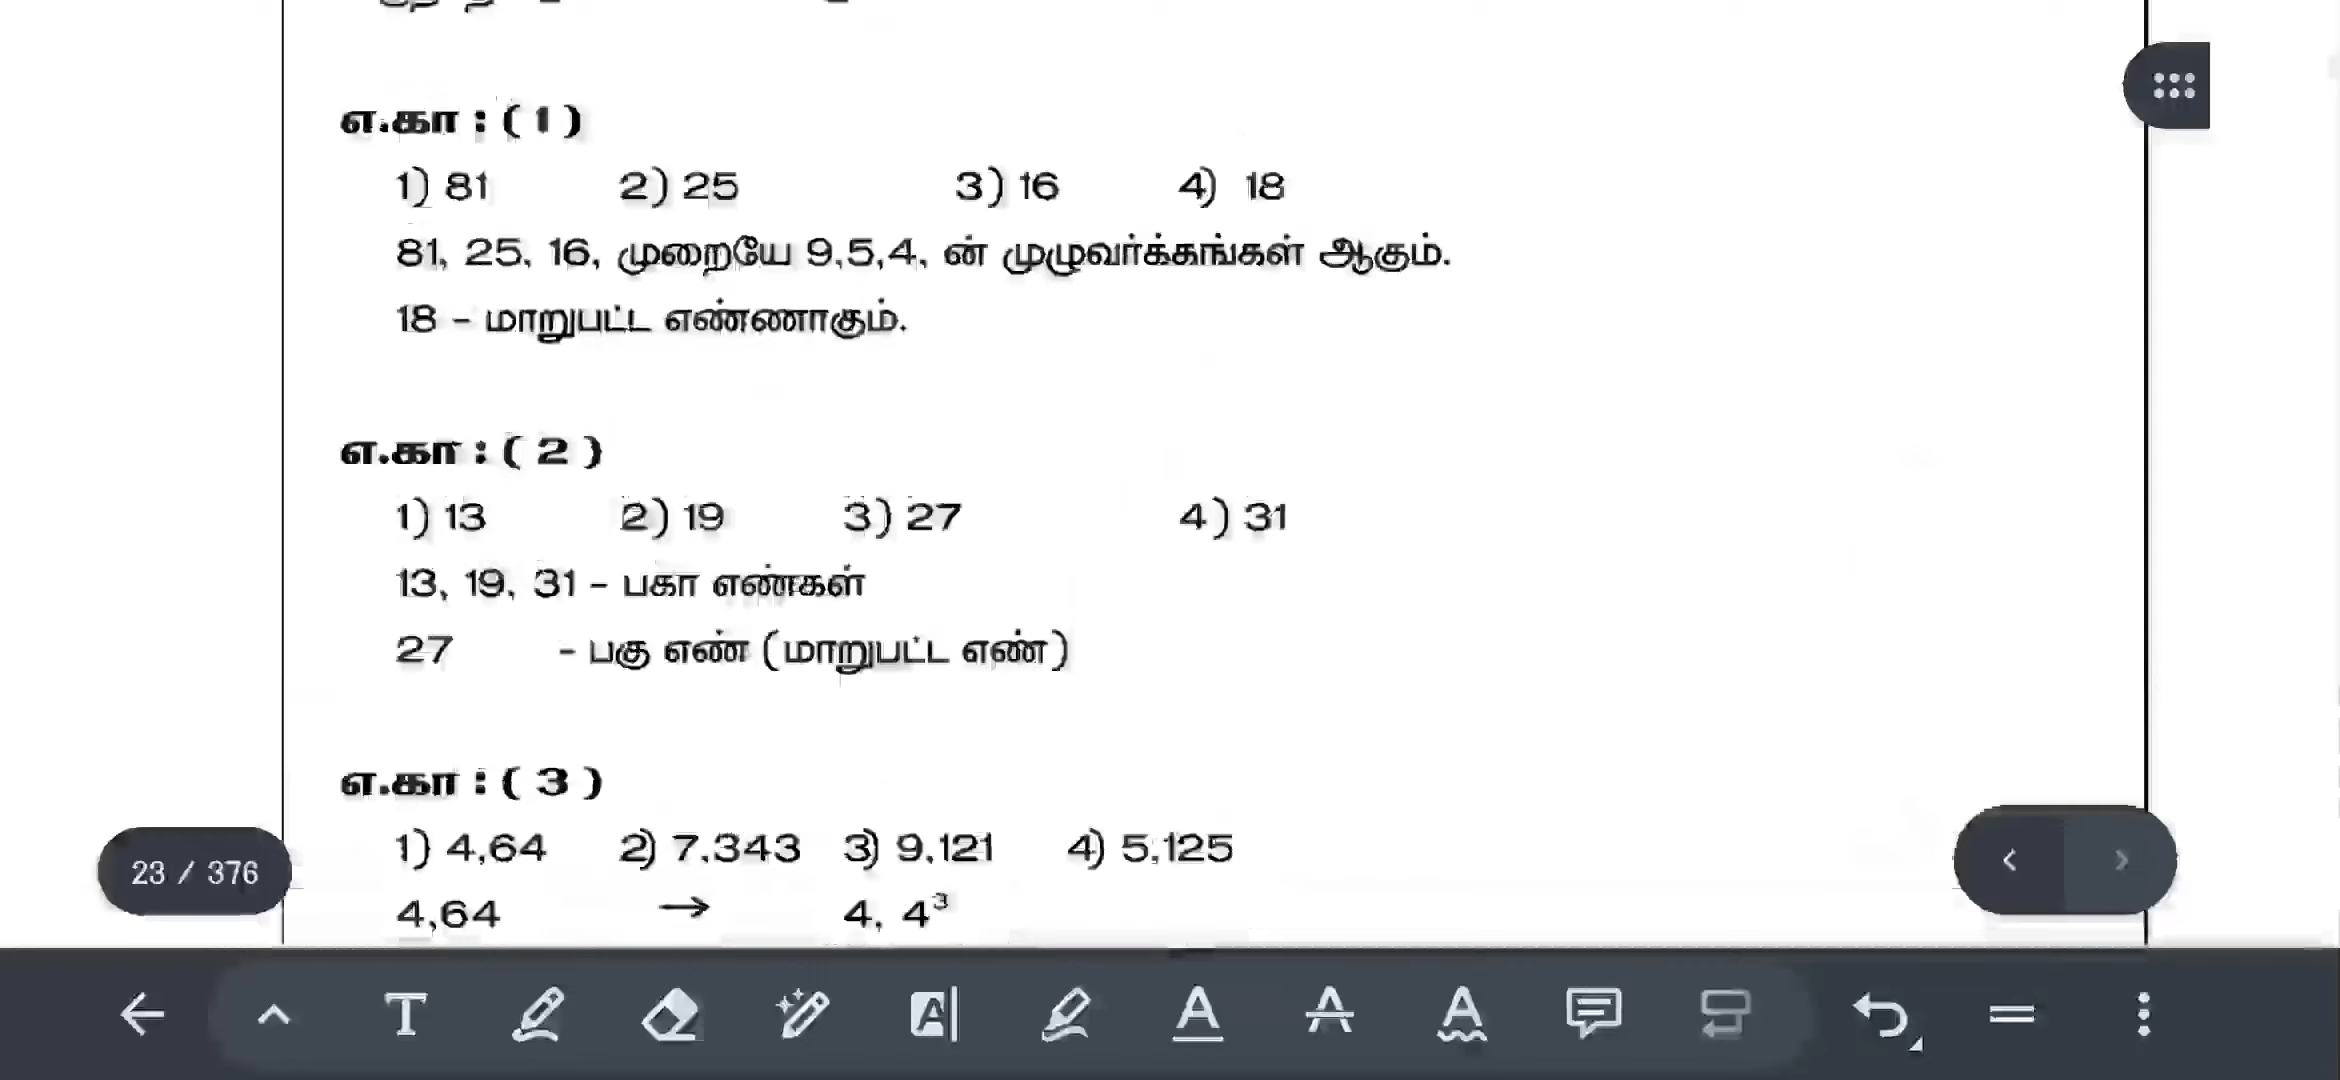 எ.கா : ( 1 )
1) 81 2) 25 3) 16 4) 18
81, 25, 16, முறையே 9,5,4, ன் முழுவர்க்கங்கள் ஆகும்.
18 – மாறுபட்ட எண்ணாகும்.
எ.கா : ( 2 )
1) 13 2) 19 3) 27 4) 31
13, 19, 31 – பகா எண்கள்
27 – பகு எண் (மாறுபட்ட எண்)
எ.கா : ( 3 )
1) 4,64 2) 7,343 3) 9,121 4) 5,125
4,64 → 4, 4³
23 / 376